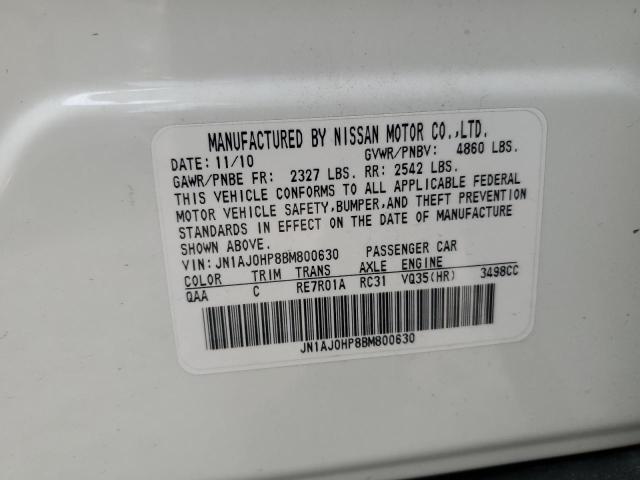 MANUFACTURED BY NISSAN MOTOR CO.,LTD.
DATE: 11/10 GVWR/PNBV: 4860 LBS.
GAWR/PNBE FR: 2327 LBS. RR: 2542 LBS.
THIS VEHICLE CONFORMS TO ALL APPLICABLE FEDERAL
MOTOR VEHICLE SAFETY,BUMPER,AND THEFT PREVENTION
STANDARDS IN EFFECT ON THE DATE OF MANUFACTURE
SHOWN ABOVE.
VIN:JN1AJ0HP8BM800630 PASSENGER CAR
COLOR TRIM TRANS AXLE ENGINE
QAA C RE7R01A RC31 VQ35(HR) 3498CC
JN1AJ0HP8BM800630